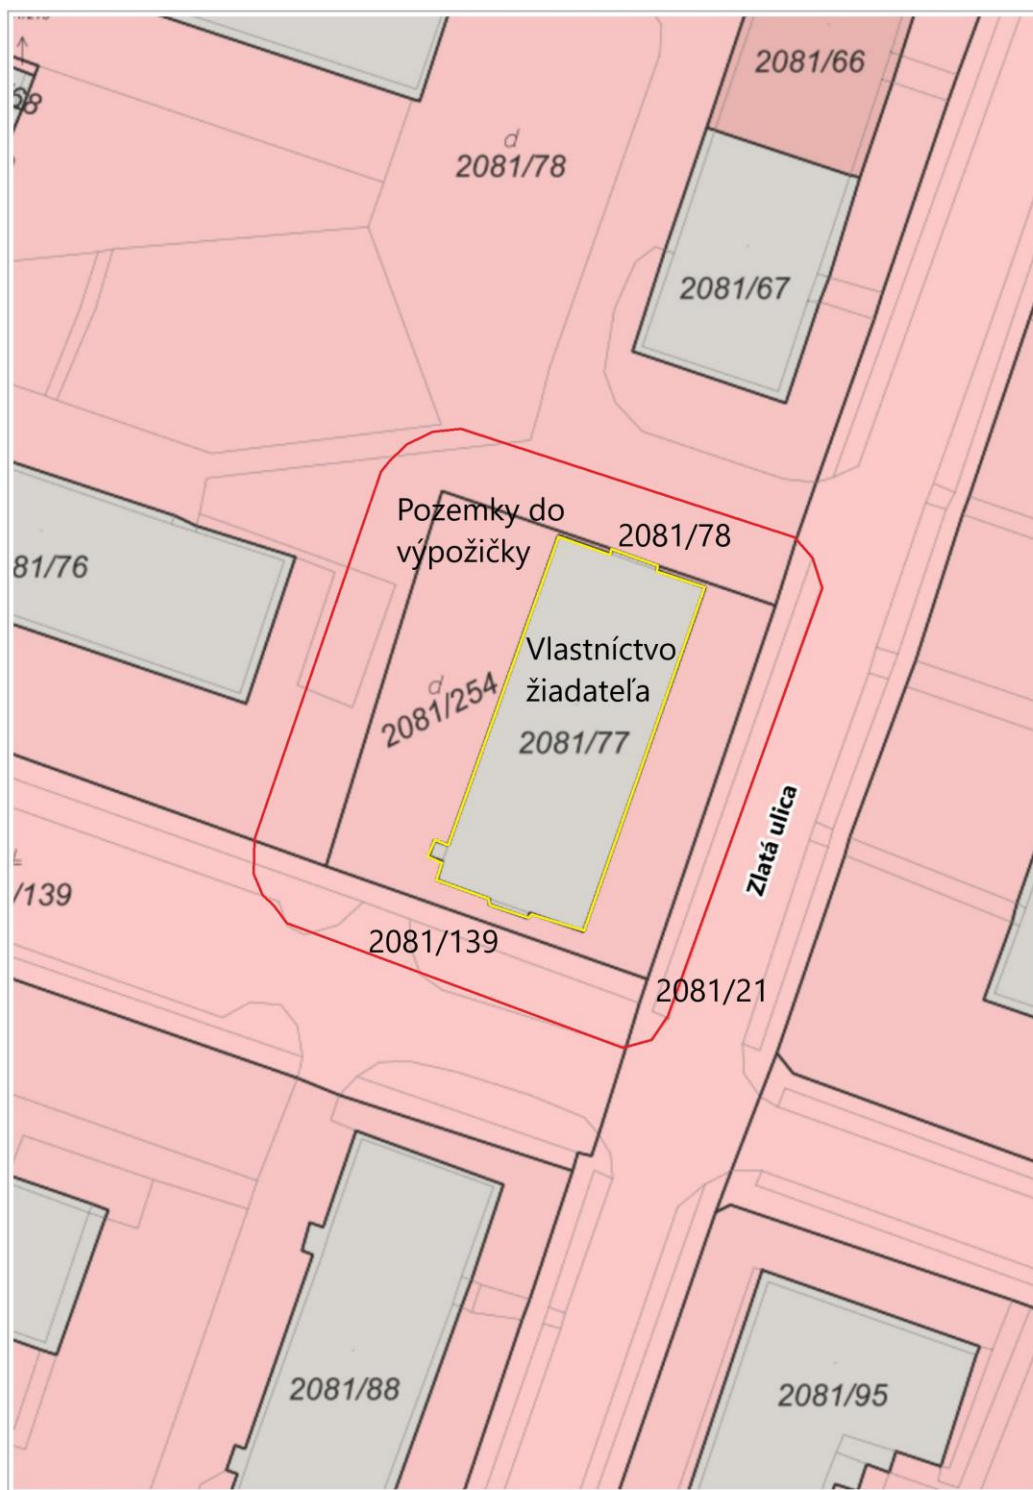 2081/66
d
2081/78
2081/67
Pozemky do
výpožičky
2081/78
81/76
Vlastníctvo
žiadateľa
d
2081/254
2081/77
Zlatá ulica
/139
2081/139
2081/21
2081/88
2081/95